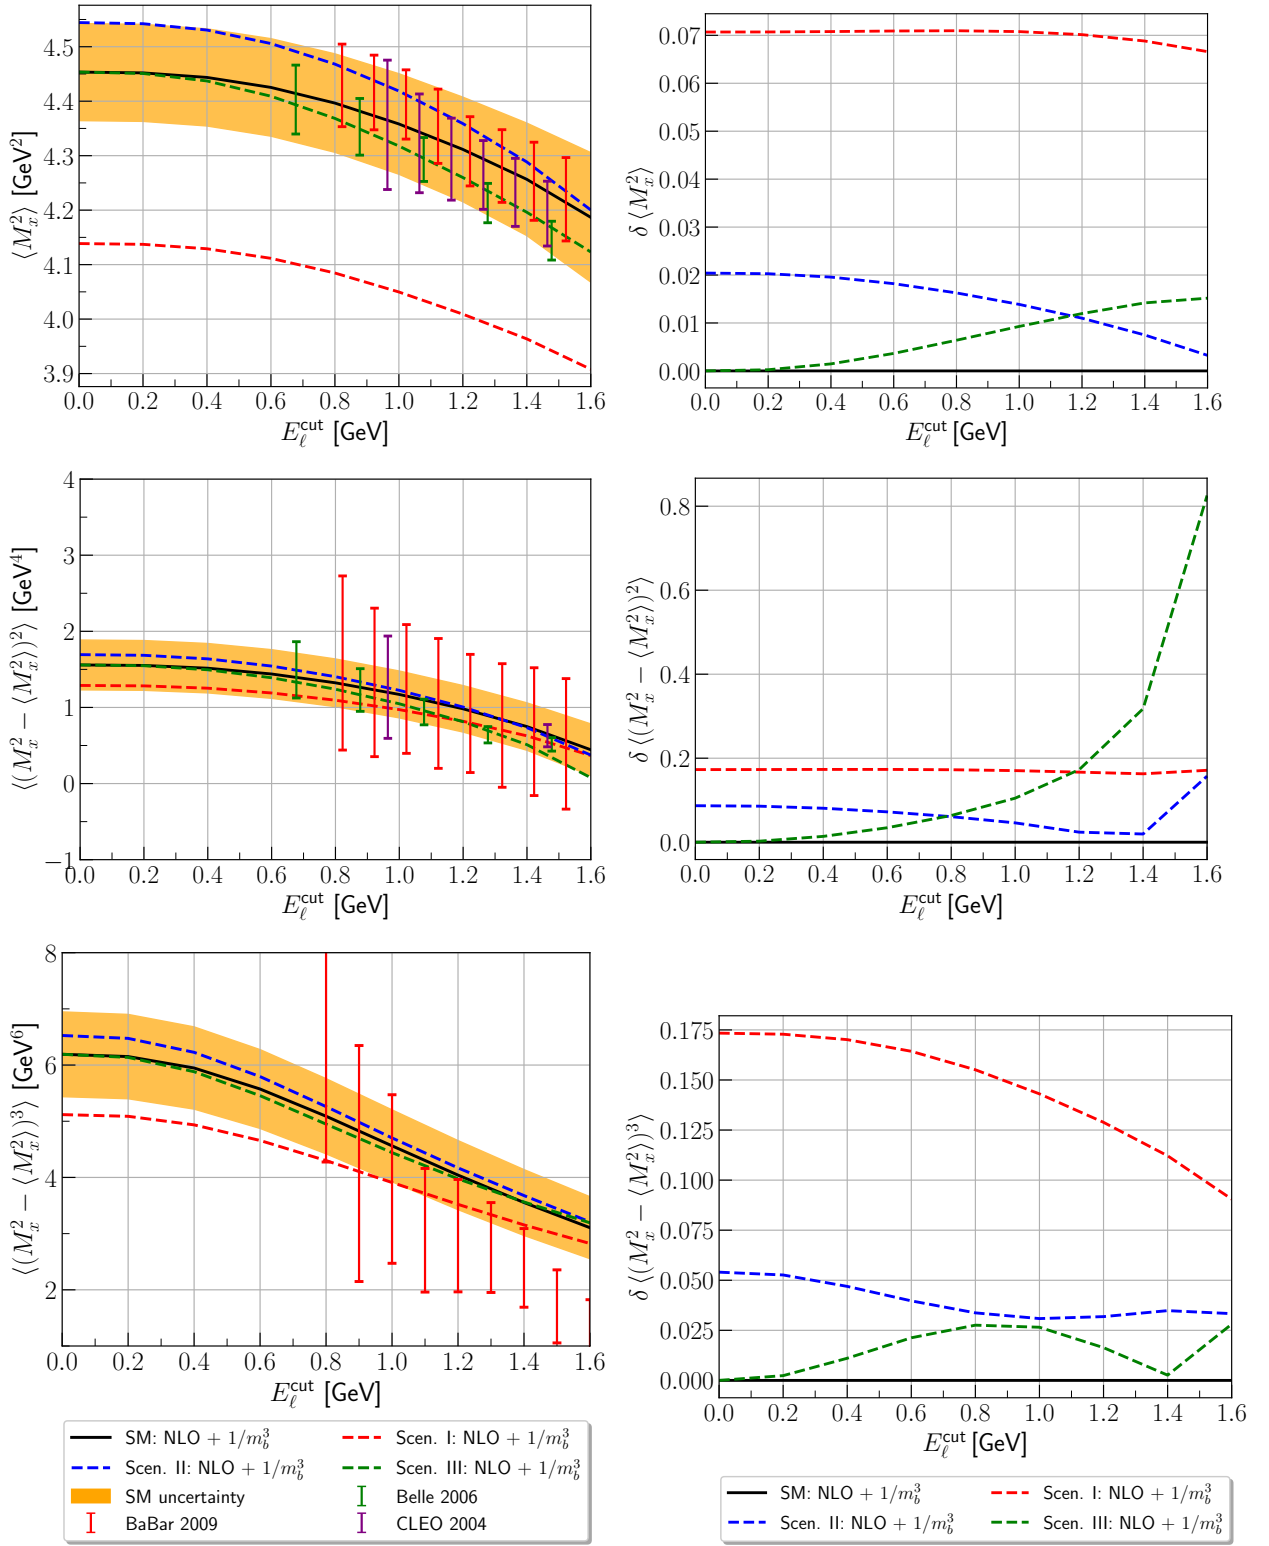 4.5
4.4
4.3
4.2
4.1
4.0
3.9
⟨M_x^2⟩ [GeV^2]
0.0 0.2 0.4 0.6 0.8 1.0 1.2 1.4 1.6
E_ℓ^cut [GeV]
0.07
0.06
0.05
0.04
0.03
0.02
0.01
0.00
δ ⟨M_x^2⟩
0.0 0.2 0.4 0.6 0.8 1.0 1.2 1.4 1.6
E_ℓ^cut [GeV]
4
3
2
1
0
−1
⟨(M_x^2 − ⟨M_x^2⟩)^2⟩ [GeV^4]
0.0 0.2 0.4 0.6 0.8 1.0 1.2 1.4 1.6
E_ℓ^cut [GeV]
0.8
0.6
0.4
0.2
0.0
δ ⟨(M_x^2 − ⟨M_x^2⟩)^2⟩
0.0 0.2 0.4 0.6 0.8 1.0 1.2 1.4 1.6
E_ℓ^cut [GeV]
8
6
4
2
⟨(M_x^2 − ⟨M_x^2⟩)^3⟩ [GeV^6]
0.0 0.2 0.4 0.6 0.8 1.0 1.2 1.4 1.6
E_ℓ^cut [GeV]
SM: NLO + 1/m_b^3
Scen. I: NLO + 1/m_b^3
Scen. II: NLO + 1/m_b^3
Scen. III: NLO + 1/m_b^3
SM uncertainty
Belle 2006
BaBar 2009
CLEO 2004
0.175
0.150
0.125
0.100
0.075
0.050
0.025
0.000
δ ⟨(M_x^2 − ⟨M_x^2⟩)^3⟩
0.0 0.2 0.4 0.6 0.8 1.0 1.2 1.4 1.6
E_ℓ^cut [GeV]
SM: NLO + 1/m_b^3
Scen. I: NLO + 1/m_b^3
Scen. II: NLO + 1/m_b^3
Scen. III: NLO + 1/m_b^3